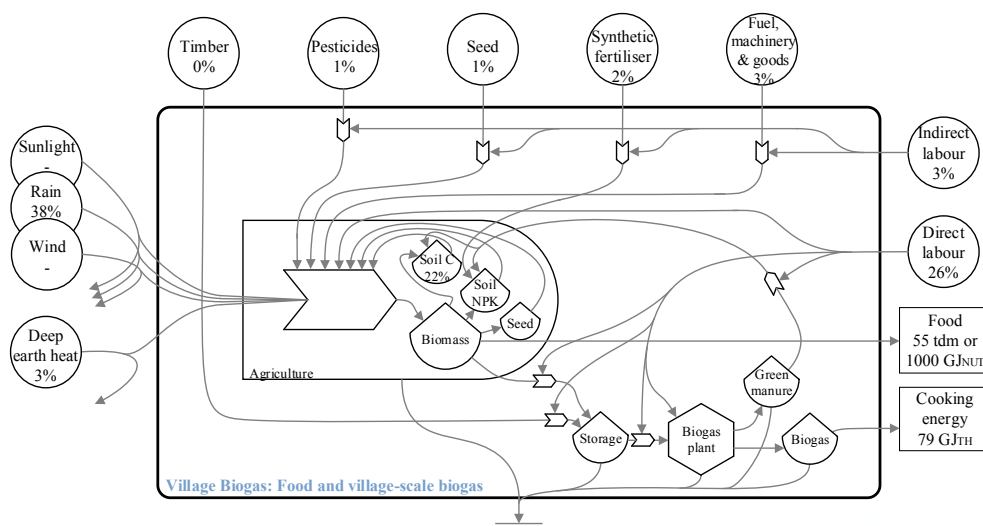 Timber
0%
Pesticides
1%
Seed
1%
Synthetic
fertiliser
2%
Fuel,
machinery
& goods
3%
Sunlight
-
Rain
38%
Wind
-
Deep
earth heat
3%
Indirect
labour
3%
Direct
labour
26%
Soil C
22%
Soil
NPK
Seed
Biomass
Agriculture
Food
55 tdm or
1000 GJNUT
Cooking
energy
79 GJTH
Green
manure
Storage
Biogas
plant
Biogas
Village Biogas: Food and village-scale biogas